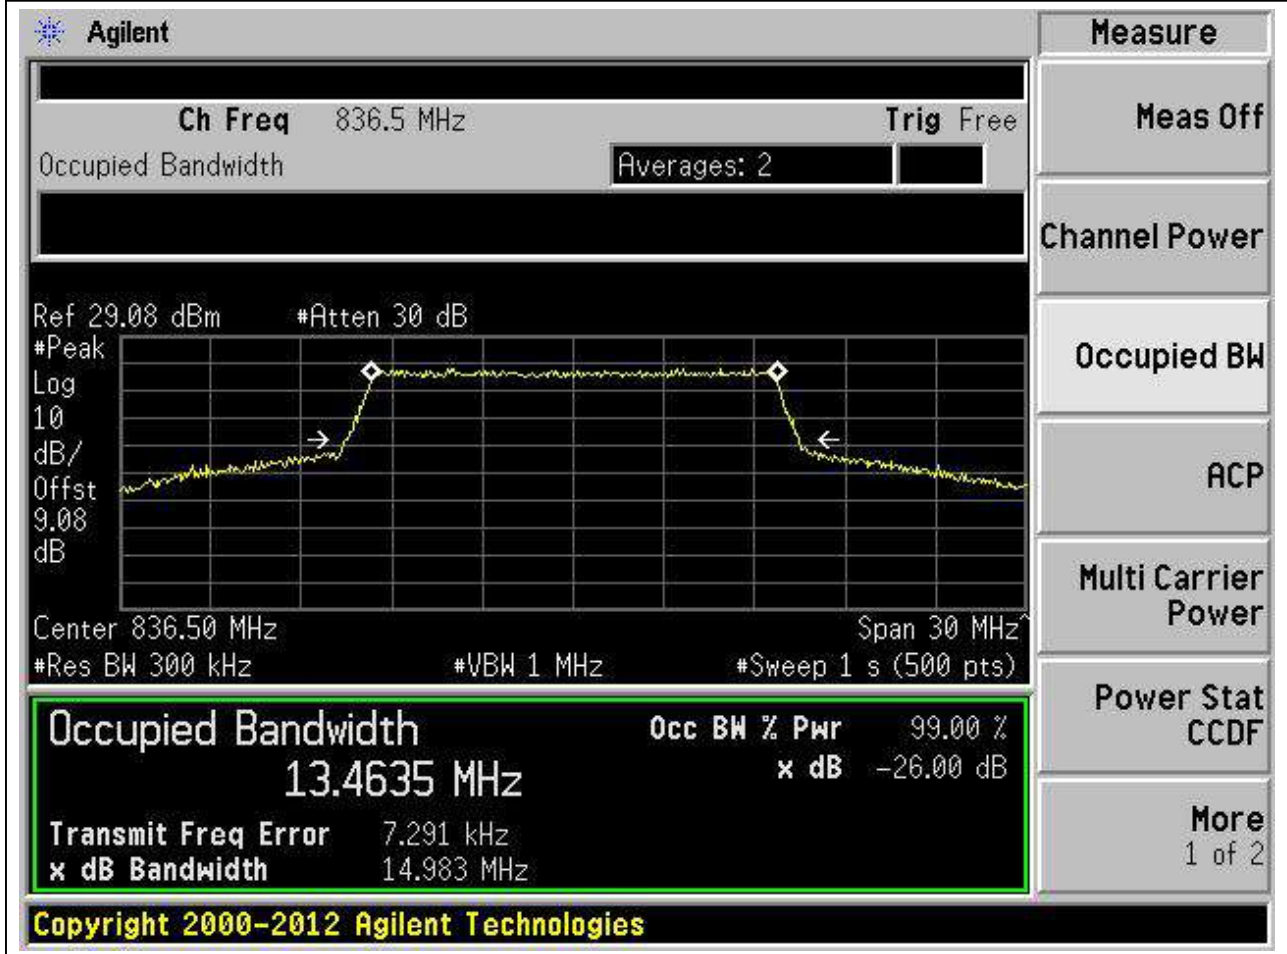 Agilent
Measure
Ch Freq 836.5 MHz Trig Free
Occupied Bandwidth Averages: 2
Ref 29.08 dBm #Atten 30 dB
#Peak
Log
10
dB/
Offst
9.08
dB
Center 836.50 MHz Span 30 MHz^
#Res BW 300 kHz #VBW 1 MHz #Sweep 1 s (500 pts)
Occupied Bandwidth Occ BW % Pwr 99.00 %
13.4635 MHz x dB -26.00 dB
Transmit Freq Error 7.291 kHz
x dB Bandwidth 14.983 MHz
Meas Off
Channel Power
Occupied BW
ACP
Multi Carrier
Power
Power Stat
CCDF
More
1 of 2
Copyright 2000-2012 Agilent Technologies